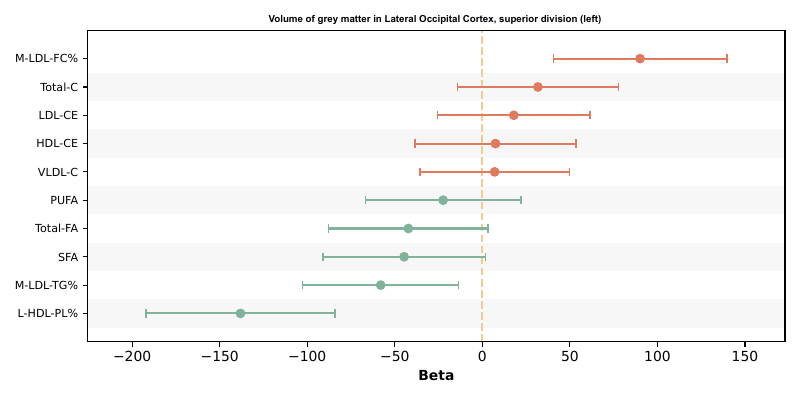 Volume of grey matter in Lateral Occipital Cortex, superior division (left)
M-LDL-FC%
Total-C
LDL-CE
HDL-CE
VLDL-C
PUFA
Total-FA
SFA
M-LDL-TG%
L-HDL-PL%
−200 −150 −100 −50 0 50 100 150
Beta